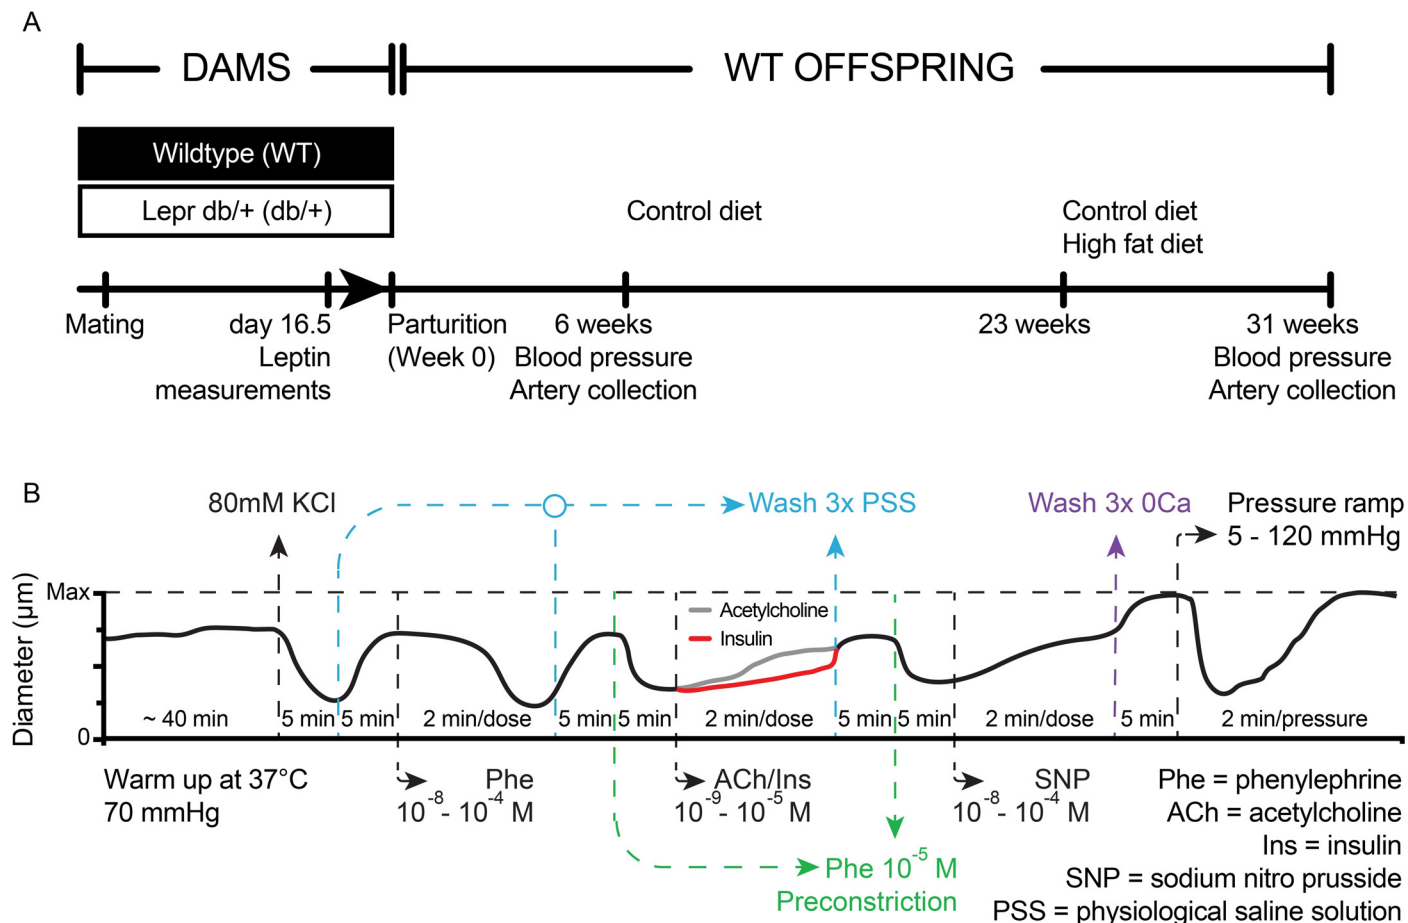 A
DAMS
WT OFFSPRING
Wildtype (WT)
Lepr db/+ (db/+)
Control diet
Control diet
High fat diet
Mating
day 16.5
Leptin
measurements
Parturition
(Week 0)
6 weeks
Blood pressure
Artery collection
23 weeks
31 weeks
Blood pressure
Artery collection
B
80mM KCl
Wash 3x PSS
Wash 3x 0Ca
Pressure ramp
5 - 120 mmHg
Diameter (µm)
Max
0
Acetylcholine
Insulin
~ 40 min
5 min
5 min
2 min/dose
5 min
5 min
2 min/dose
5 min
5 min
2 min/dose
5 min
2 min/pressure
Warm up at 37°C
70 mmHg
Phe
10⁻⁸ - 10⁻⁴ M
ACh/Ins
10⁻⁹ - 10⁻⁵ M
SNP
10⁻⁸ - 10⁻⁴ M
Phe 10⁻⁵ M
Preconstriction
Phe = phenylephrine
ACh = acetylcholine
Ins = insulin
SNP = sodium nitro prusside
PSS = physiological saline solution